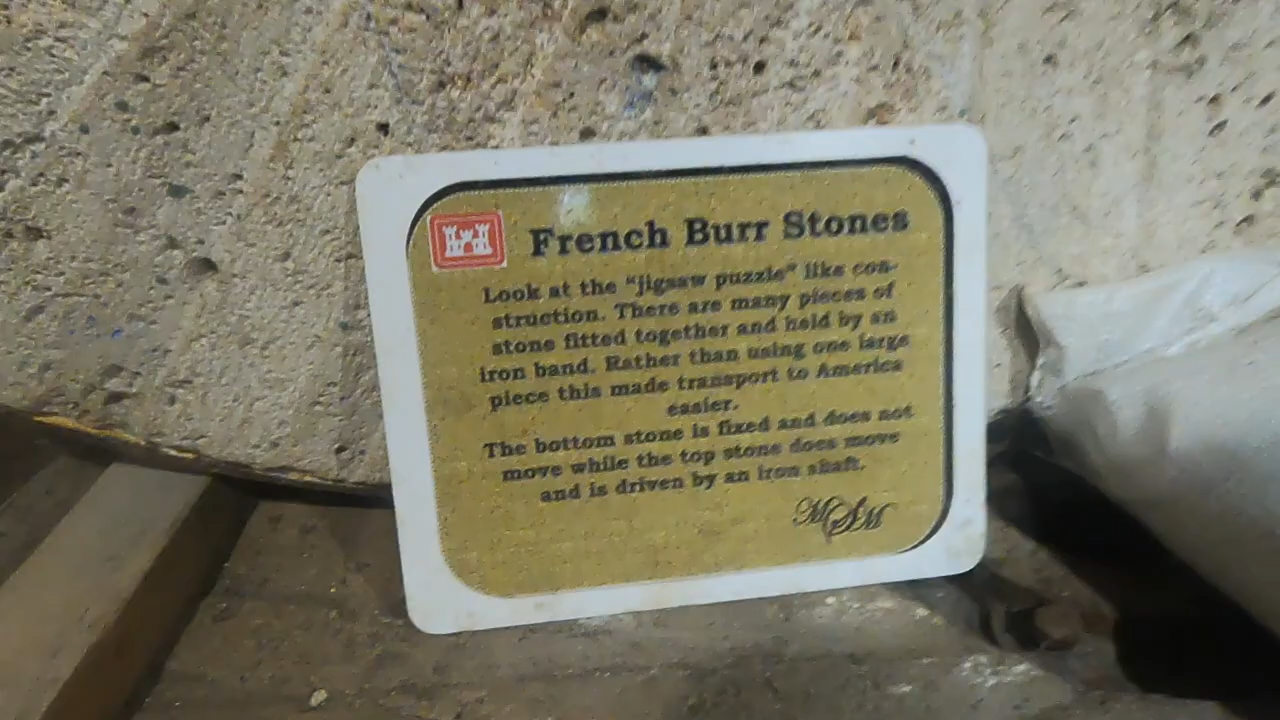 French Burr Stones
Look at the "jigsaw puzzle" like con-
struction. There are many pieces of
stone fitted together and held by an
iron band. Rather than using one large
piece this made transport to America
easier.
The bottom stone is fixed and does not
move while the top stone does move
and is driven by an iron shaft.
MSM